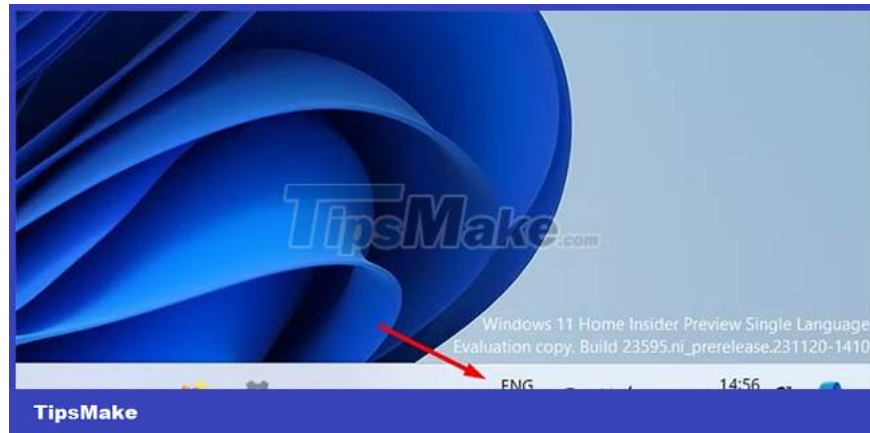 TipsMake.com
Windows 11 Home Insider Preview Single Language
Evaluation copy. Build 23595.ni_prerelease.231120-1410
ENG
14:56
TipsMake